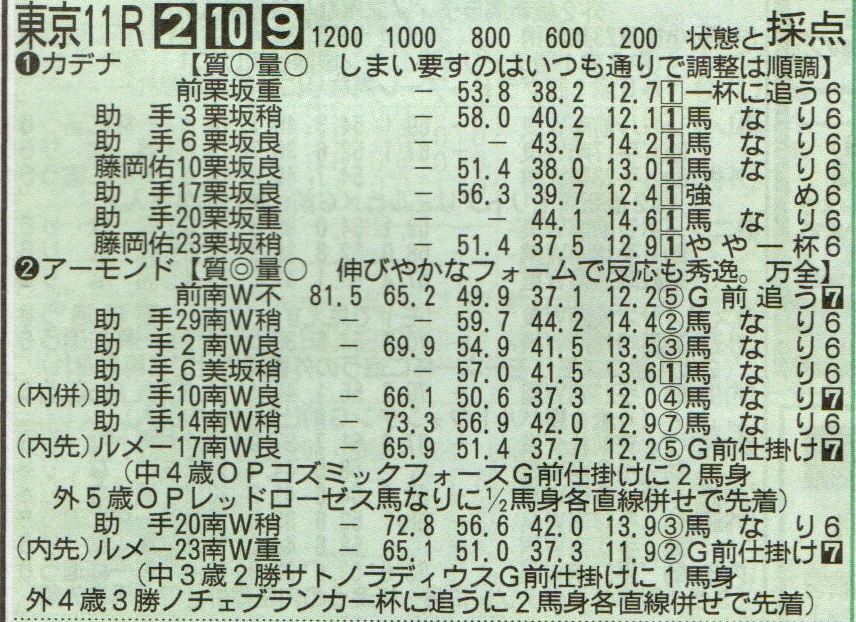 東京11R 2 10 9 1200 1000 800 600 200 状態と採点
❶カデナ 【質○量○ しまい要すのはいつも通りで調整は順調】
前栗坂重 － 53.8 38.2 12.7 1 一杯に追う6
助手3栗坂稍 － 58.0 40.2 12.1 1 馬なり6
助手6栗坂良 － － 43.7 14.2 1 馬なり6
藤岡佑10栗坂良 － 51.4 38.0 13.0 1 馬なり6
助手17栗坂良 － 56.3 39.7 12.4 1 強め6
助手20栗坂重 － － 44.1 14.6 1 馬なり6
藤岡佑23栗坂稍 － 51.4 37.5 12.9 1 やや一杯6
❷アーモンド【質◎量○ 伸びやかなフォームで反応も秀逸。万全】
前南W不 81.5 65.2 49.9 37.1 12.2⑤G前追う7
助手29南W稍 － － 59.7 44.2 14.4②馬なり6
助手2南W良 － 69.9 54.9 41.5 13.5③馬なり6
助手6美坂稍 － 57.0 41.5 13.6 1 馬なり6
(内併)助手10南W良 － 66.1 50.6 37.3 12.0④馬なり7
助手14南W稍 － 73.3 56.9 42.0 12.9⑦馬なり6
(内先)ルメー17南W良 － 65.9 51.4 37.7 12.2⑤G前仕掛け7
(中4歳OPコズミックフォースG前仕掛けに2馬身
外5歳OPレッドローゼス馬なりに½馬身各直線併せで先着)
助手20南W稍 － 72.8 56.6 42.0 13.9③馬なり6
(内先)ルメー23南W重 － 65.1 51.0 37.3 11.9②G前仕掛け7
(中3歳2勝サトノラディウスG前仕掛けに1馬身
外4歳3勝ノチェブランカ一杯に追うに2馬身各直線併せで先着)